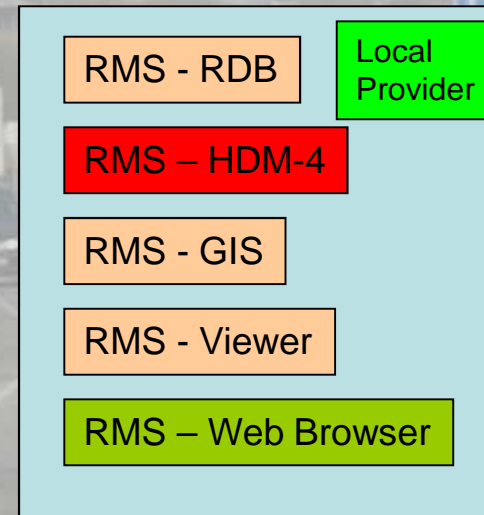 RMS - RDB
Local
Provider
RMS – HDM-4
RMS - GIS
RMS - Viewer
RMS – Web Browser